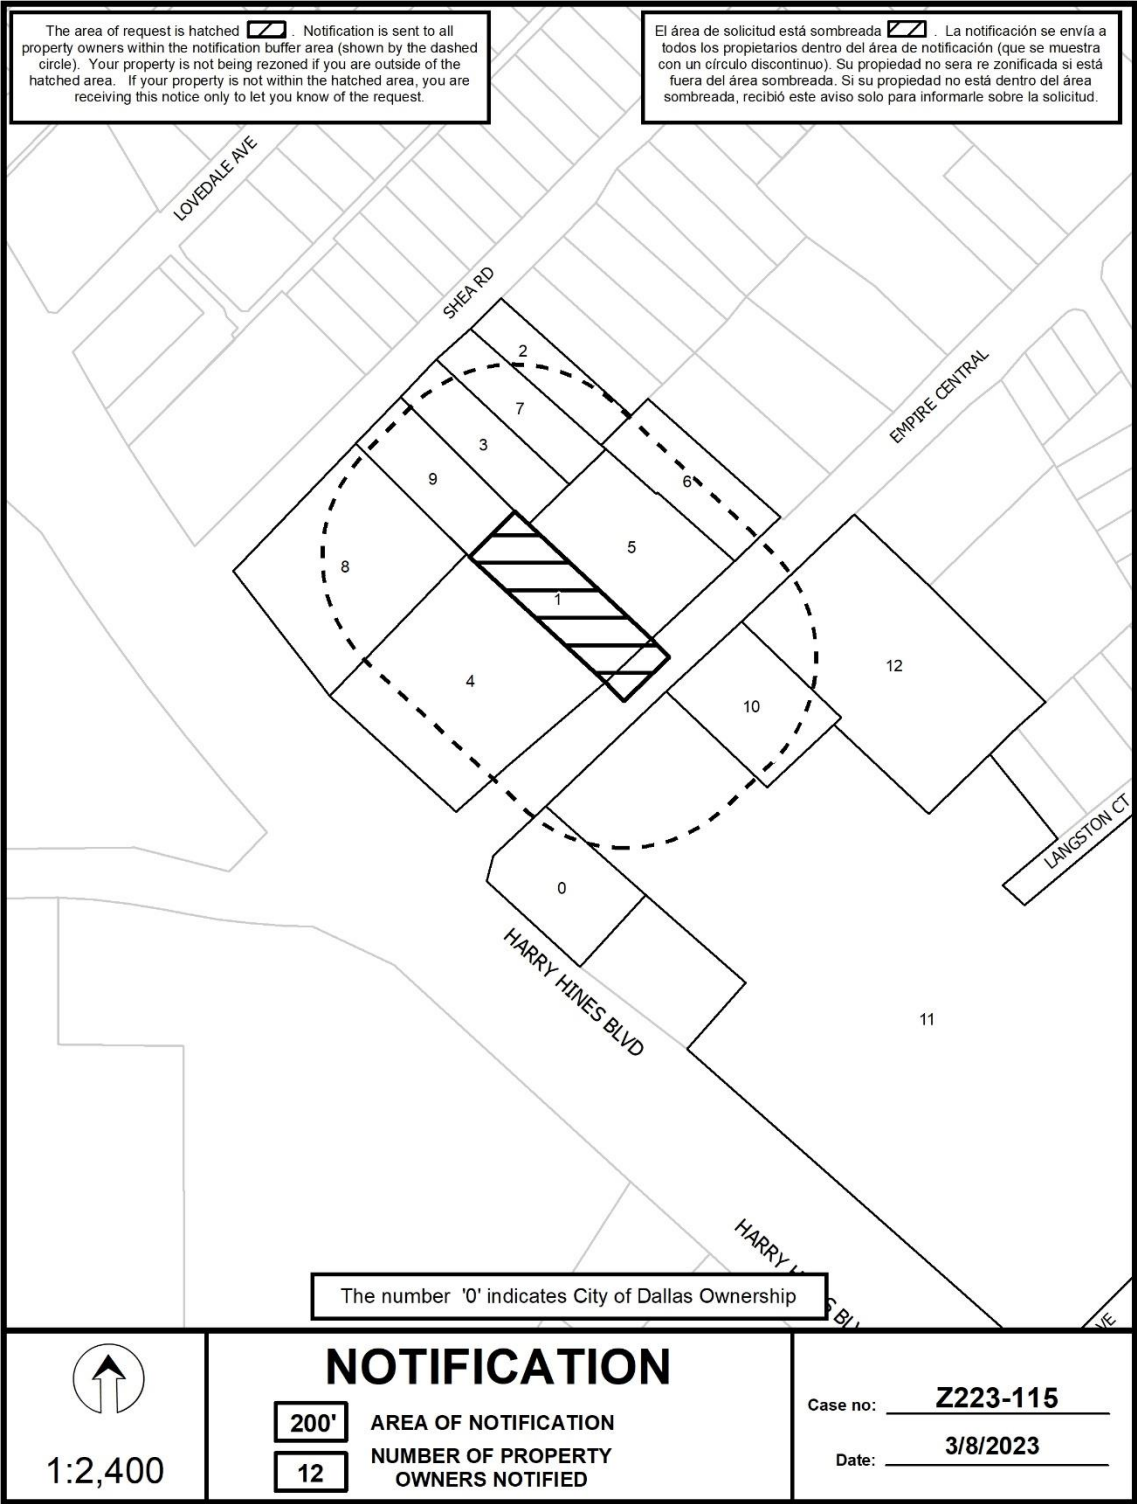 The area of request is hatched . Notification is sent to all
property owners within the notification buffer area (shown by the dashed
circle). Your property is not being rezoned if you are outside of the
hatched area. If your property is not within the hatched area, you are
receiving this notice only to let you know of the request.
El área de solicitud está sombreada . La notificación se envía a
todos los propietarios dentro del área de notificación (que se muestra
con un círculo discontinuo). Su propiedad no sera re zonificada si está
fuera del área sombreada. Si su propiedad no está dentro del área
sombreada, recibió este aviso solo para informarle sobre la solicitud.
LOVEDALE AVE
SHEA RD
EMPIRE CENTRAL
2
7
3
9
6
5
8
1
4
12
10
LANGSTON CT
0
HARRY HINES BLVD
11
HARRY
The number '0' indicates City of Dallas Ownership
NOTIFICATION
200' AREA OF NOTIFICATION
12 NUMBER OF PROPERTY
OWNERS NOTIFIED
1:2,400
Case no: Z223-115
Date: 3/8/2023